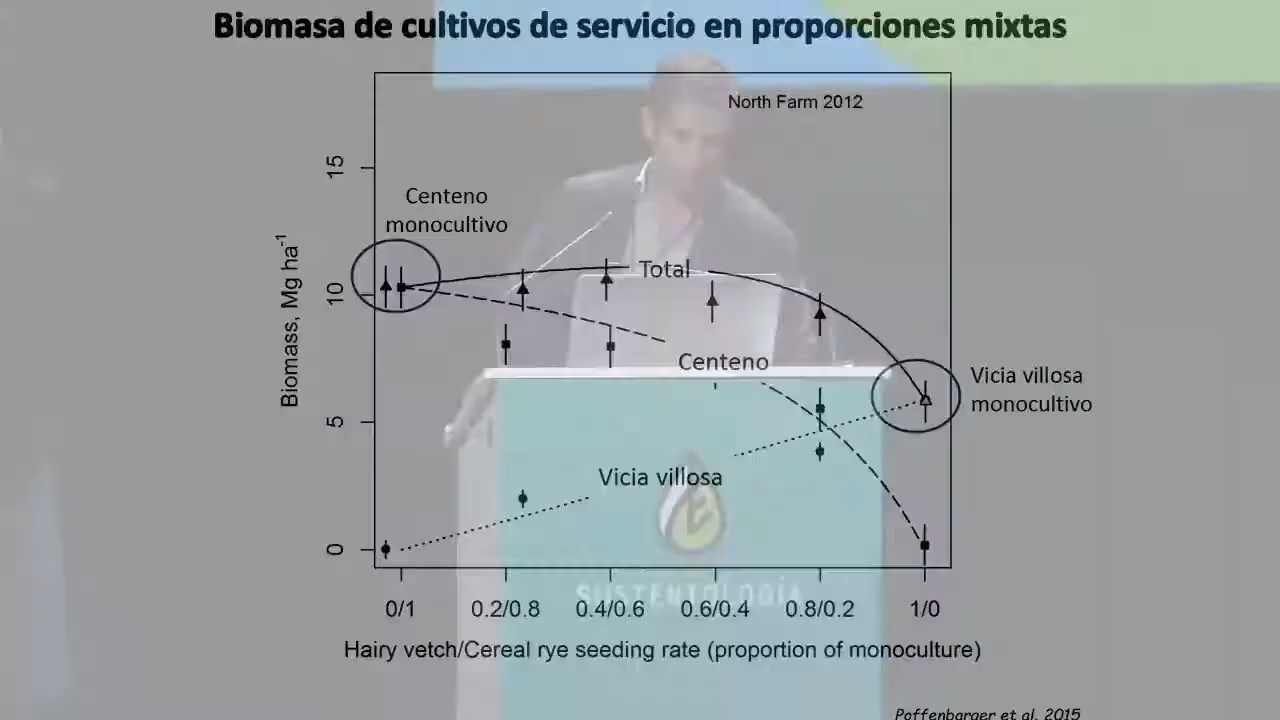 Biomasa de cultivos de servicio en proporciones mixtas
North Farm 2012
Centeno
monocultivo
Total
Centeno
Vicia villosa
monocultivo
Vicia villosa
Biomass, Mg ha-1
15
10
5
0
0/1 0.2/0.8 0.4/0.6 0.6/0.4 0.8/0.2 1/0
Hairy vetch/Cereal rye seeding rate (proportion of monoculture)
SUSTENTOLOGÍA
E
Poffenbarger et al. 2015